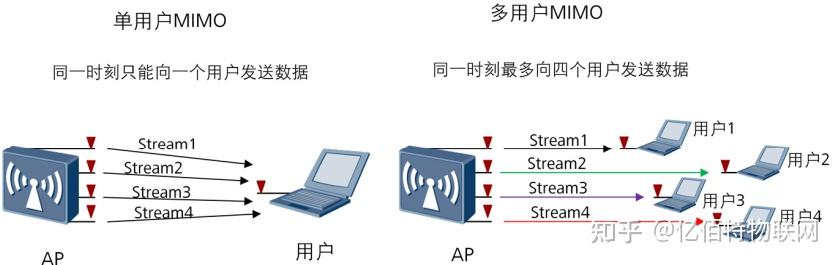 单用户MIMO
同一时刻只能向一个用户发送数据
Stream1
Stream2
Stream3
Stream4
AP
用户
多用户MIMO
同一时刻最多向四个用户发送数据
Stream1
用户1
Stream2
用户2
Stream3
用户3
Stream4
用户4
AP
知乎 @亿佰特物联网